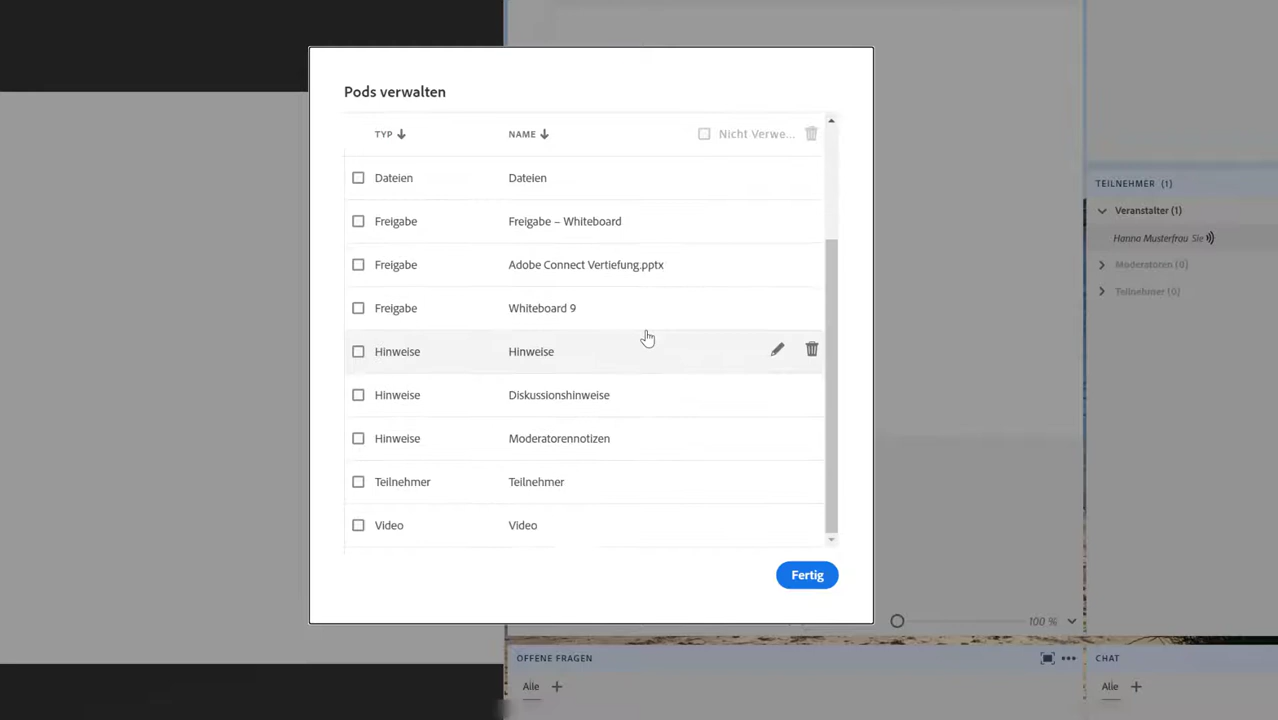 Pods verwalten
TYP NAME Nicht Verwe...
Dateien Dateien
Freigabe Freigabe – Whiteboard
Freigabe Adobe Connect Vertiefung.pptx
Freigabe Whiteboard 9
Hinweise Hinweise
Hinweise Diskussionshinweise
Hinweise Moderatorennotizen
Teilnehmer Teilnehmer
Video Video
Fertig
TEILNEHMER (1)
Veranstalter (1)
Hanna Musterfrau Sie
Moderatoren (0)
Teilnehmer (0)
100 %
OFFENE FRAGEN
Alle
CHAT
Alle